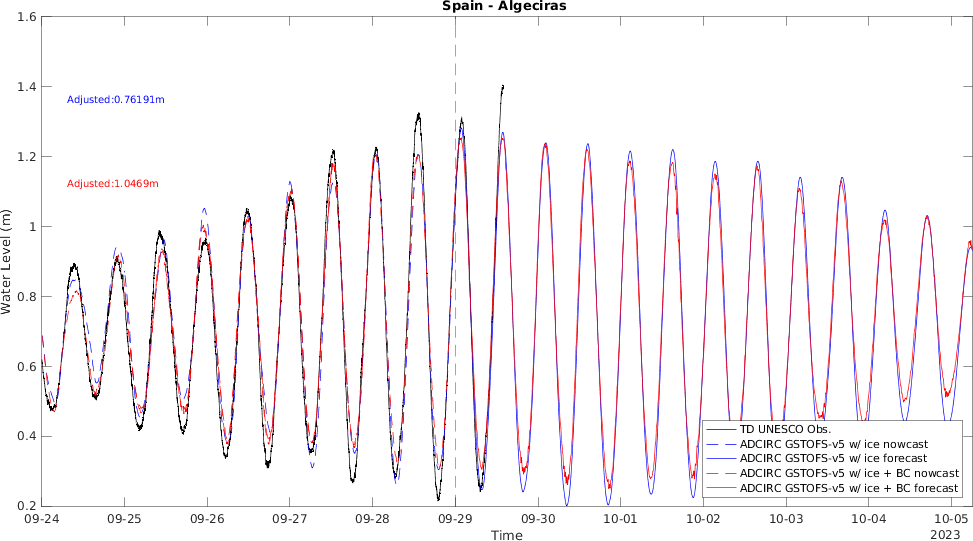 Spain - Algeciras
1.6
1.4
1.2
1
0.8
0.6
0.4
0.2
Water Level (m)
Adjusted:0.76191m
Adjusted:1.0469m
TD UNESCO Obs.
ADCIRC GSTOFS-v5 w/ ice nowcast
ADCIRC GSTOFS-v5 w/ ice forecast
ADCIRC GSTOFS-v5 w/ ice + BC nowcast
ADCIRC GSTOFS-v5 w/ ice + BC forecast
09-24 09-25 09-26 09-27 09-28 09-29 09-30 10-01 10-02 10-03 10-04 10-05
2023
Time